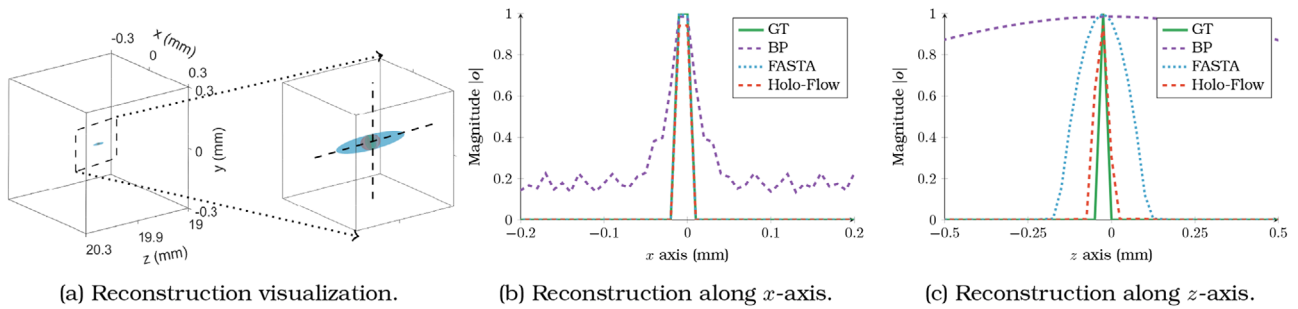 -0.3
x (mm)
0
0.3
0.3
0
y (mm)
-0.3
19
19.9
20.3
z (mm)
(a) Reconstruction visualization.
1
0.8
0.6
0.4
0.2
0
−0.2
−0.1
0
0.1
0.2
Magnitude |o|
x axis (mm)
GT
BP
FASTA
Holo-Flow
(b) Reconstruction along x-axis.
1
0.8
0.6
0.4
0.2
0
−0.5
−0.25
0
0.25
0.5
Magnitude |o|
z axis (mm)
GT
BP
FASTA
Holo-Flow
(c) Reconstruction along z-axis.